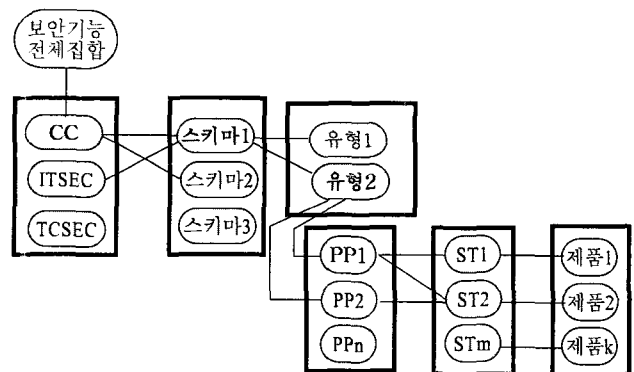 보안기능
전체집합
CC
ITSEC
TCSEC
스키마1
스키마2
스키마3
유형1
유형2
PP1
PP2
PPn
ST1
ST2
STm
제품1
제품2
제품k